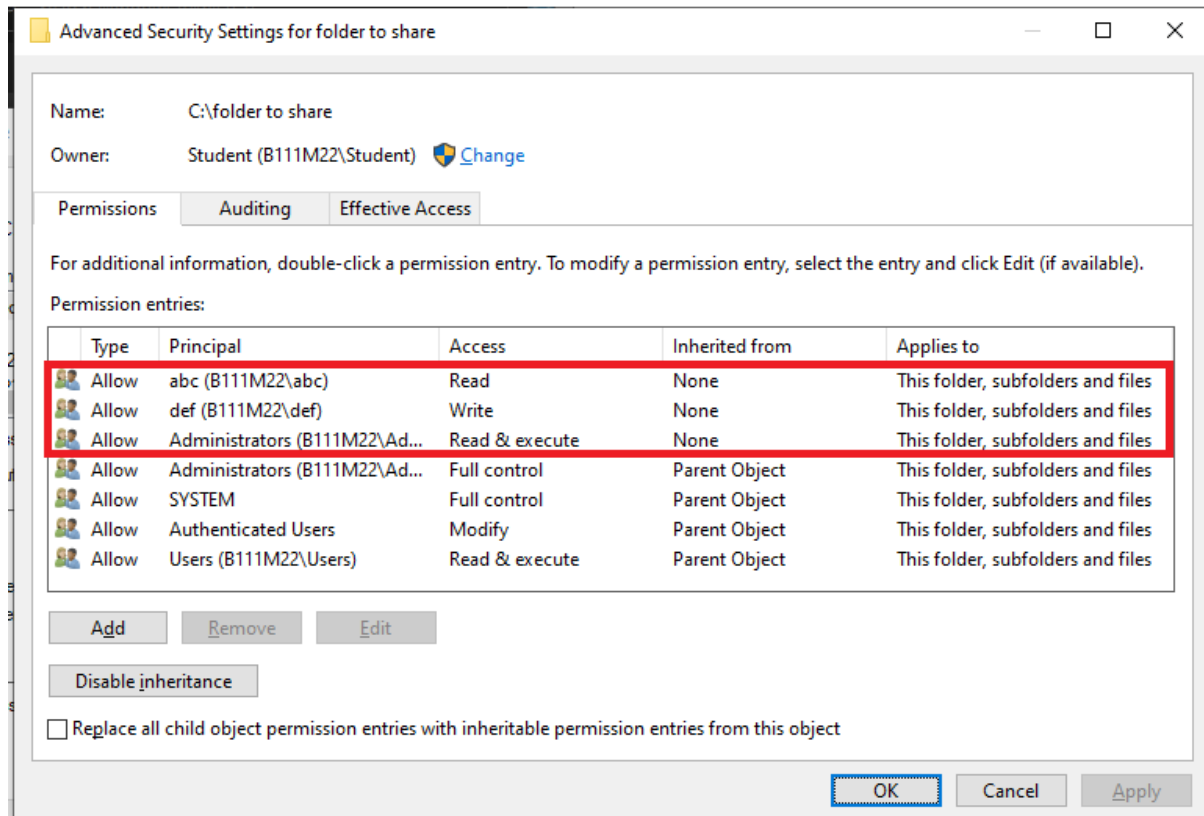 Advanced Security Settings for folder to share
Name: C:\folder to share
Owner: Student (B111M22\Student) Change
Permissions Auditing Effective Access
For additional information, double-click a permission entry. To modify a permission entry, select the entry and click Edit (if available).
Permission entries:
Type Principal Access Inherited from Applies to
Allow abc (B111M22\abc) Read None This folder, subfolders and files
Allow def (B111M22\def) Write None This folder, subfolders and files
Allow Administrators (B111M22\Ad... Read & execute None This folder, subfolders and files
Allow Administrators (B111M22\Ad... Full control Parent Object This folder, subfolders and files
Allow SYSTEM Full control Parent Object This folder, subfolders and files
Allow Authenticated Users Modify Parent Object This folder, subfolders and files
Allow Users (B111M22\Users) Read & execute Parent Object This folder, subfolders and files
Add Remove Edit
Disable inheritance
Replace all child object permission entries with inheritable permission entries from this object
OK Cancel Apply